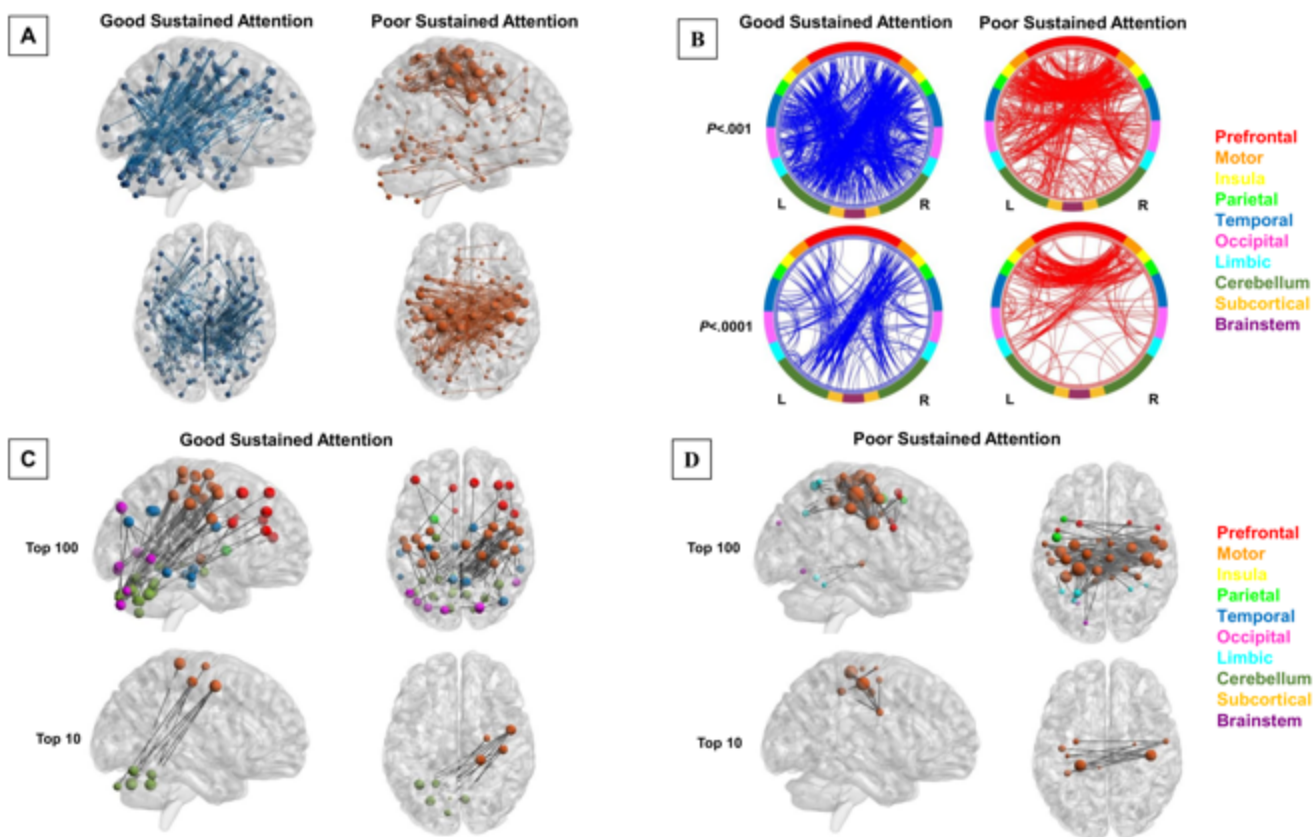 A
Good Sustained Attention
Poor Sustained Attention
B
Good Sustained Attention
Poor Sustained Attention
P<.001
L
R
L
R
P<.0001
L
R
L
R
Prefrontal
Motor
Insula
Parietal
Temporal
Occipital
Limbic
Cerebellum
Subcortical
Brainstem
C
Good Sustained Attention
Top 100
Top 10
D
Poor Sustained Attention
Top 100
Top 10
Prefrontal
Motor
Insula
Parietal
Temporal
Occipital
Limbic
Cerebellum
Subcortical
Brainstem